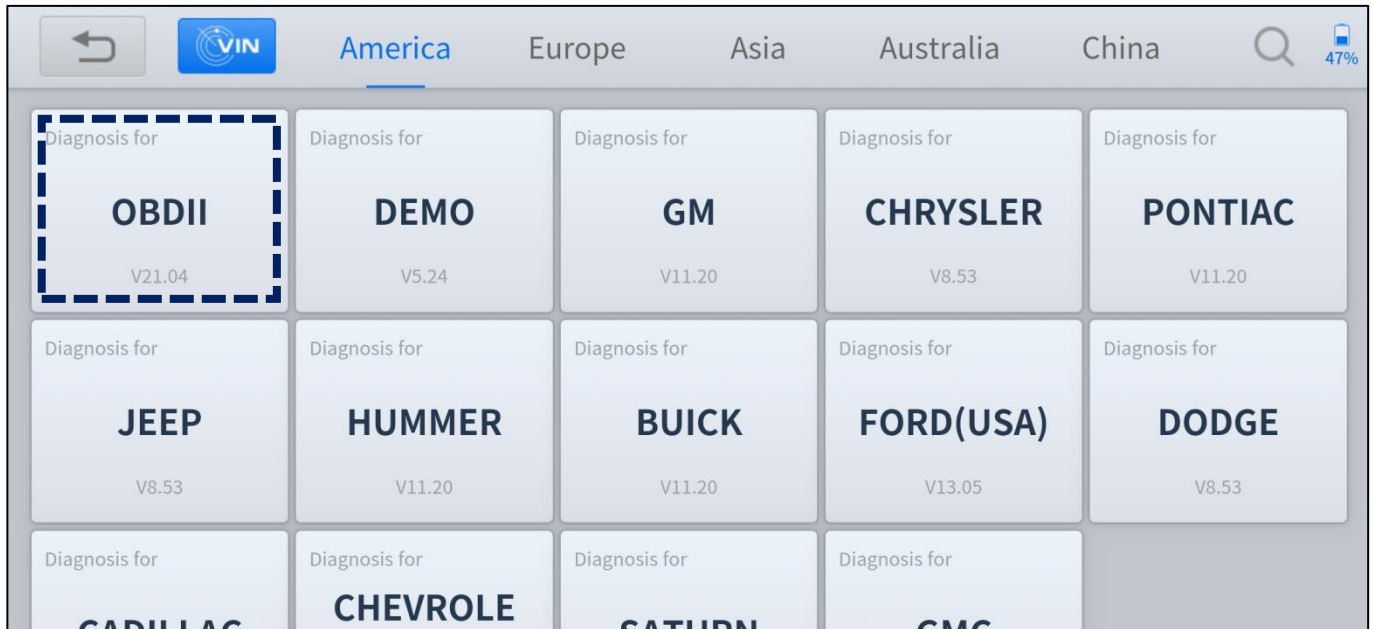 VIN America Europe Asia Australia China
47%
Diagnosis for Diagnosis for Diagnosis for Diagnosis for Diagnosis for
OBDII DEMO GM CHRYSLER PONTIAC
V21.04 V5.24 V11.20 V8.53 V11.20
Diagnosis for Diagnosis for Diagnosis for Diagnosis for Diagnosis for
JEEP HUMMER BUICK FORD(USA) DODGE
V8.53 V11.20 V11.20 V13.05 V8.53
Diagnosis for Diagnosis for Diagnosis for Diagnosis for
CADILLAC CHEVROLE SATURN GMC